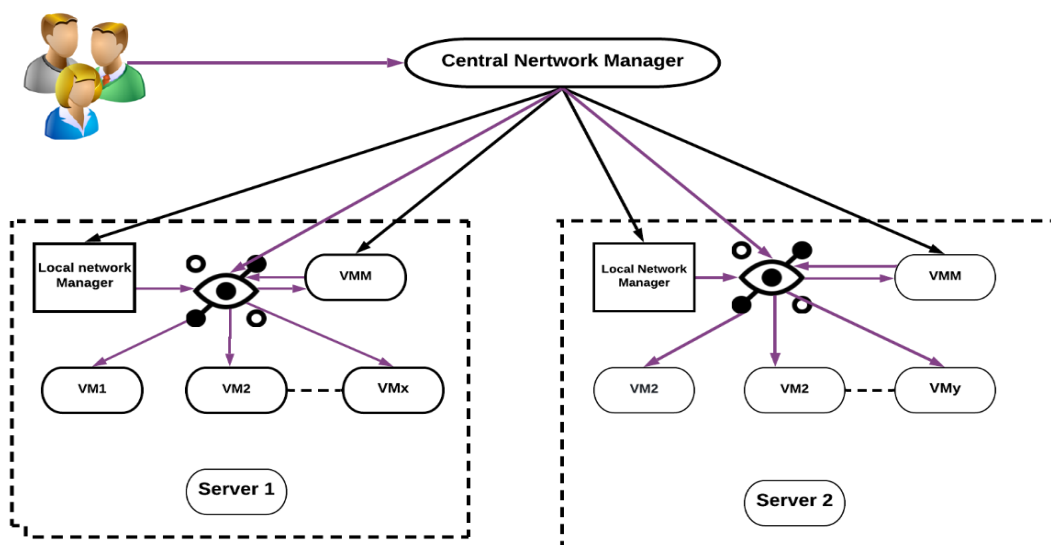 Central Nertwork Manager
Local network
Manager
VMM
VM1
VM2
VMx
Server 1
Local Network
Manager
VMM
VM2
VM2
VMy
Server 2